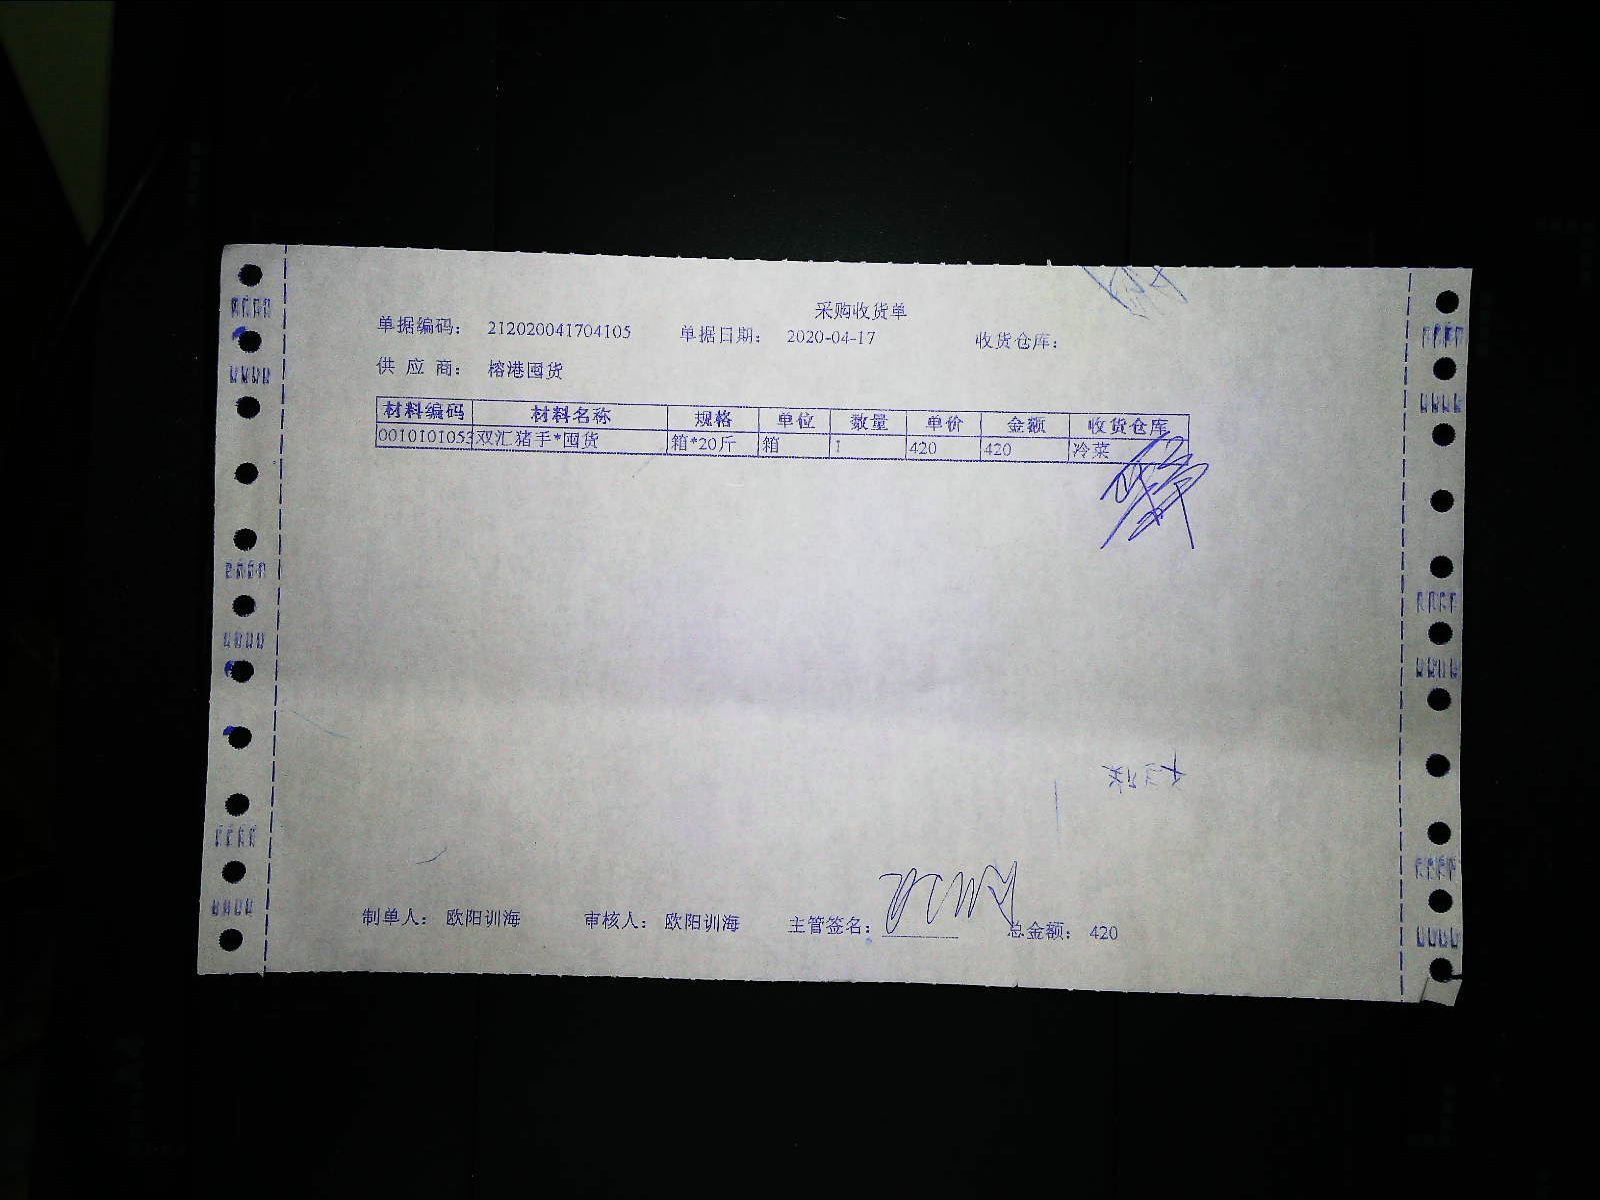 采购收货单
单据编码： 212020041704105 单据日期： 2020-04-17 收货仓库：
供 应 商： 榕港囤货
材料编码 材料名称 规格 单位 数量 单价 金额 收货仓库
0010101053 双汇猪手*囤货 箱*20斤 箱 1 420 420 冷菜
制单人： 欧阳训海 审核人： 欧阳训海 主管签名： 总金额： 420